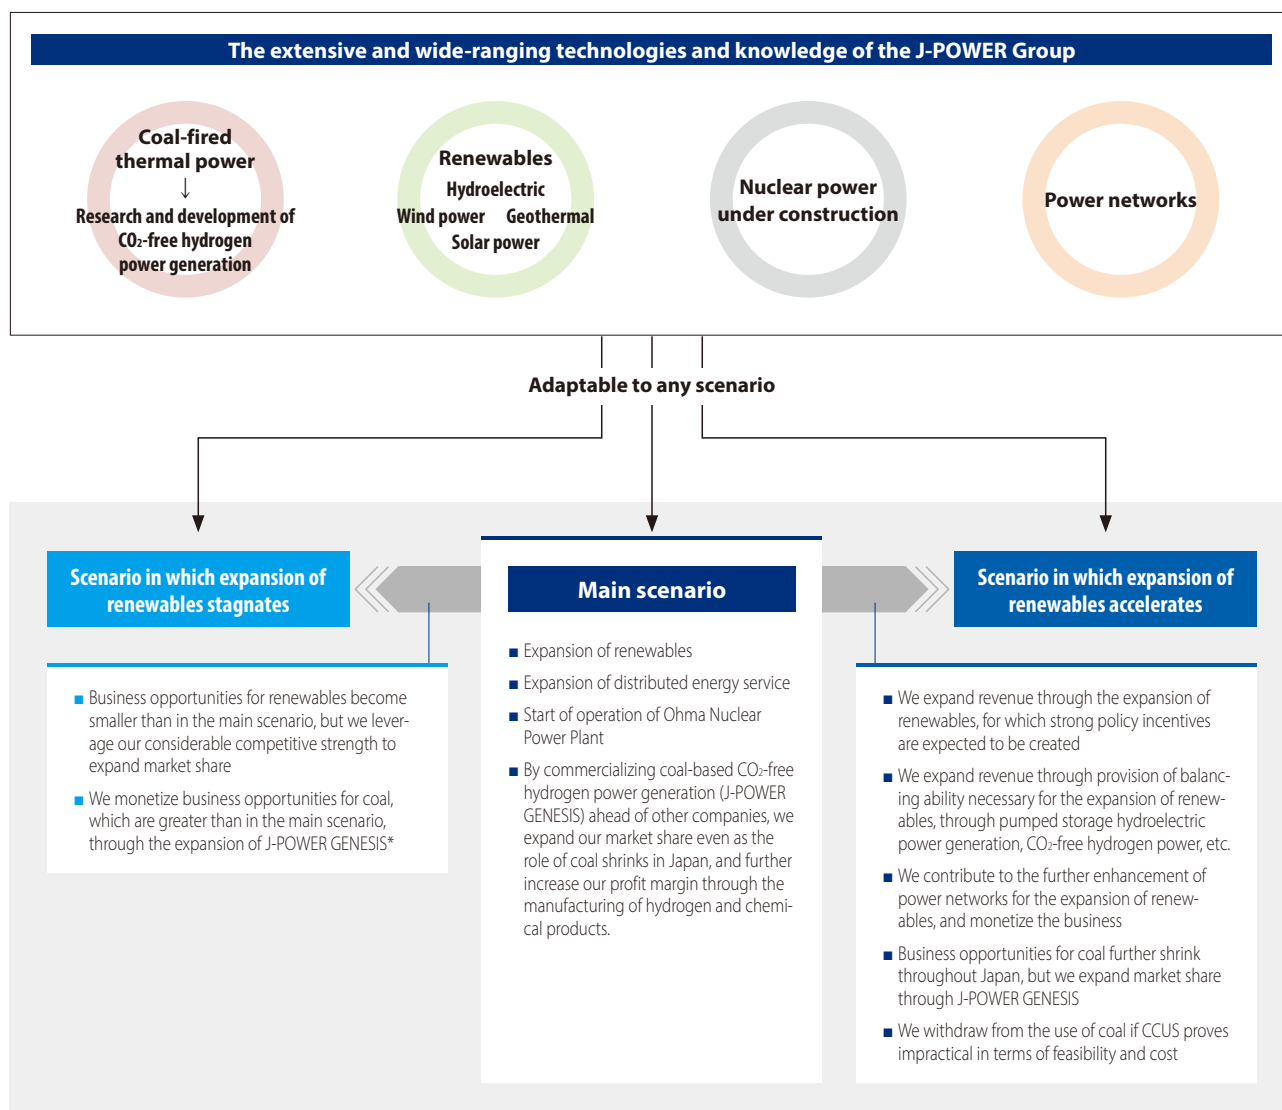 The extensive and wide-ranging technologies and knowledge of the J-POWER Group
Coal-fired
thermal power
↓
Research and development of
CO₂-free hydrogen
power generation
Renewables
Hydroelectric
Wind power Geothermal
Solar power
Nuclear power
under construction
Power networks
Adaptable to any scenario
Scenario in which expansion of
renewables stagnates
■ Business opportunities for renewables become
smaller than in the main scenario, but we lever-
age our considerable competitive strength to
expand market share
■ We monetize business opportunities for coal,
which are greater than in the main scenario,
through the expansion of J-POWER GENESIS*
Main scenario
■ Expansion of renewables
■ Expansion of distributed energy service
■ Start of operation of Ohma Nuclear
Power Plant
■ By commercializing coal-based CO₂-free
hydrogen power generation (J-POWER
GENESIS) ahead of other companies, we
expand our market share even as the
role of coal shrinks in Japan, and further
increase our profit margin through the
manufacturing of hydrogen and chemi-
cal products.
Scenario in which expansion of
renewables accelerates
■ We expand revenue through the expansion of
renewables, for which strong policy incentives
are expected to be created
■ We expand revenue through provision of balanc-
ing ability necessary for the expansion of renew-
ables, through pumped storage hydroelectric
power generation, CO₂-free hydrogen power, etc.
■ We contribute to the further enhancement of
power networks for the expansion of renew-
ables, and monetize the business
■ Business opportunities for coal further shrink
throughout Japan, but we expand market share
through J-POWER GENESIS
■ We withdraw from the use of coal if CCUS proves
impractical in terms of feasibility and cost